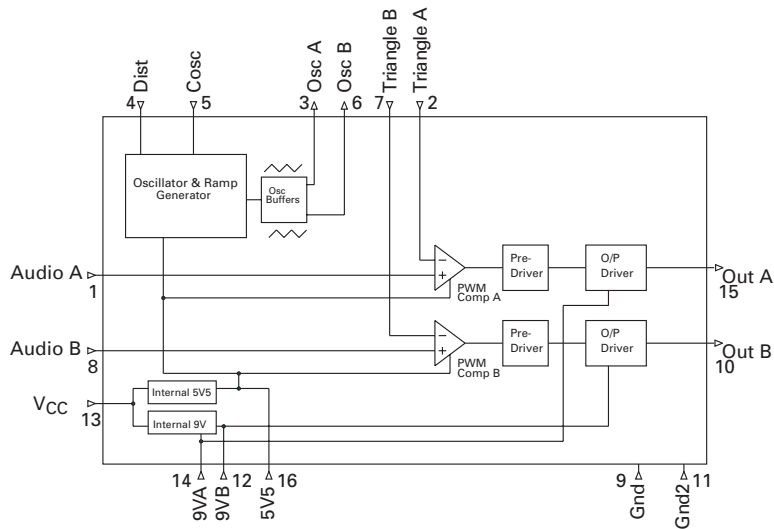 Dist
4
Cosc
5
Osc A
3
Osc B
6
Triangle B
7
Triangle A
2
Oscillator & Ramp
Generator
Osc
Buffers
Audio A
1
−
+
PWM
Comp A
Pre-
Driver
O/P
Driver
Out A
15
Audio B
8
−
+
PWM
Comp B
Pre-
Driver
O/P
Driver
Out B
10
VCC
13
Internal 5V5
Internal 9V
14
9VA
12
9VB
16
5V5
9
Gnd
11
Gnd2